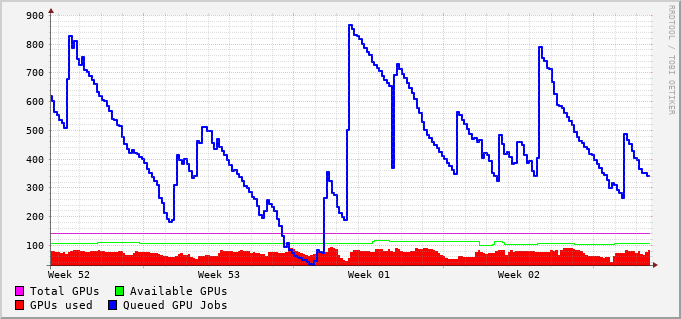 900
800
700
600
500
400
300
200
100
Week 52 Week 53 Week 01 Week 02
Total GPUs Available GPUs
GPUs used Queued GPU Jobs
RRDTOOL / TOBI OETIKER